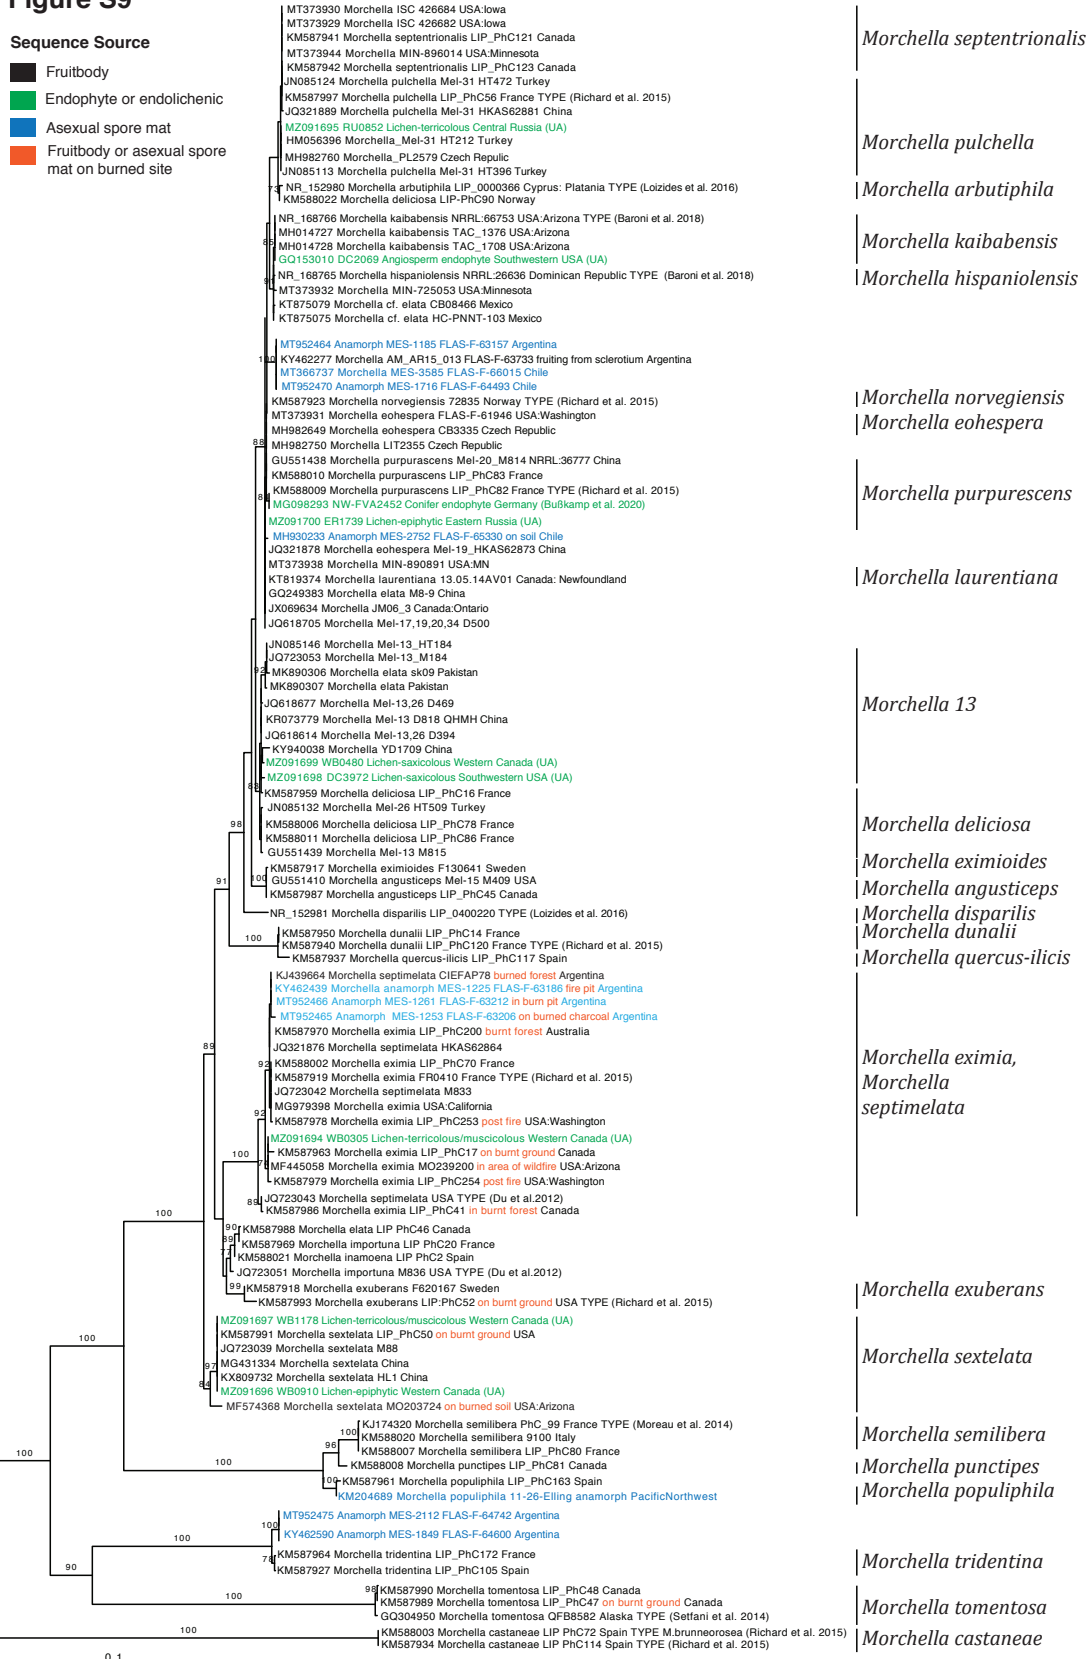 Figure S9
Sequence Source
Fruitbody
Endophyte or endolichenic
Asexual spore mat
Fruitbody or asexual spore
mat on burned site
MT373930 Morchella ISC 426684 USA:Iowa
MT373929 Morchella ISC 426682 USA:Iowa
KM587941 Morchella septentrionalis LIP_PhC121 Canada
MT373944 Morchella MIN-896014 USA:Minnesota
KM587942 Morchella septentrionalis LIP_PhC123 Canada
Morchella septentrionalis
JN085124 Morchella pulchella Mel-31 HT472 Turkey
KM587997 Morchella pulchella LIP_PhC56 France TYPE (Richard et al. 2015)
JQ321889 Morchella pulchella Mel-31 HKAS62881 China
MZ091695 RU0852 Lichen-terricolous Central Russia (UA)
HM056396 Morchella_Mel-31 HT212 Turkey
MH982760 Morchella_PL2579 Czech Repulic
JN085113 Morchella pulchella Mel-31 HT396 Turkey
Morchella pulchella
73
NR_152980 Morchella arbutiphila LIP_0000366 Cyprus: Platania TYPE (Loizides et al. 2016)
KM588022 Morchella deliciosa LIP-PhC90 Norway
Morchella arbutiphila
NR_168766 Morchella kaibabensis NRRL:66753 USA:Arizona TYPE (Baroni et al. 2018)
MH014727 Morchella kaibabensis TAC_1376 USA:Arizona
MH014728 Morchella kaibabensis TAC_1708 USA:Arizona
GQ153010 DC2069 Angiosperm endophyte Southwestern USA (UA)
Morchella kaibabensis
NR_168765 Morchella hispaniolensis NRRL:26636 Dominican Republic TYPE (Baroni et al. 2018)
Morchella hispaniolensis
MT373932 Morchella MIN-725053 USA:Minnesota
KT875079 Morchella cf. elata CB08466 Mexico
KT875075 Morchella cf. elata HC-PNNT-103 Mexico
MT952464 Anamorph MES-1185 FLAS-F-63157 Argentina
100
KY462277 Morchella AM_AR15_013 FLAS-F-63733 fruiting from sclerotium Argentina
MT366737 Morchella MES-3585 FLAS-F-66015 Chile
MT952470 Anamorph MES-1716 FLAS-F-64493 Chile
KM587923 Morchella norvegiensis 72835 Norway TYPE (Richard et al. 2015)
Morchella norvegiensis
MT373931 Morchella eohespera FLAS-F-61946 USA:Washington
MH982649 Morchella eohespera CB3335 Czech Republic
Morchella eohespera
88
MH982750 Morchella LIT2355 Czech Republic
GU551438 Morchella purpurascens Mel-20_M814 NRRL:36777 China
KM588010 Morchella purpurascens LIP_PhC83 France
KM588009 Morchella purpurascens LIP_PhC82 France TYPE (Richard et al. 2015)
MG098293 NW-FVA2452 Conifer endophyte Germany (Bußkamp et al. 2020)
MZ091700 ER1739 Lichen-epiphytic Eastern Russia (UA)
Morchella purpurescens
MH930233 Anamorph MES-2752 FLAS-F-65330 on soil Chile
JQ321878 Morchella eohespera Mel-19_HKAS62873 China
MT373938 Morchella MIN-890891 USA:MN
KT819374 Morchella laurentiana 13.05.14AV01 Canada: Newfoundland
Morchella laurentiana
GQ249383 Morchella elata M8-9 China
JX069634 Morchella JM06_3 Canada:Ontario
JQ618705 Morchella Mel-17,19,20,34 D500
JN085146 Morchella Mel-13_HT184
JQ723053 Morchella Mel-13_M184
92
MK890306 Morchella elata sk09 Pakistan
MK890307 Morchella elata Pakistan
JQ618677 Morchella Mel-13,26 D469
KR073779 Morchella Mel-13 D818 QHMH China
JQ618614 Morchella Mel-13,26 D394
KY940038 Morchella YD1709 China
MZ091699 WB0480 Lichen-saxicolous Western Canada (UA)
MZ091698 DC3972 Lichen-saxicolous Southwestern USA (UA)
Morchella 13
KM587959 Morchella deliciosa LIP_PhC16 France
JN085132 Morchella Mel-26 HT509 Turkey
KM588006 Morchella deliciosa LIP_PhC78 France
KM588011 Morchella deliciosa LIP_PhC86 France
GU551439 Morchella Mel-13 M815
Morchella deliciosa
98
KM587917 Morchella eximioides F130641 Sweden
Morchella eximioides
100
GU551410 Morchella angusticeps Mel-15 M409 USA
KM587987 Morchella angusticeps LIP_PhC45 Canada
Morchella angusticeps
91
NR_152981 Morchella disparilis LIP_0400220 TYPE (Loizides et al. 2016)
Morchella disparilis
KM587950 Morchella dunalii LIP_PhC14 France
100
KM587940 Morchella dunalii LIP_PhC120 France TYPE (Richard et al. 2015)
Morchella dunalii
KM587937 Morchella quercus-ilicis LIP_PhC117 Spain
Morchella quercus-ilicis
KJ439664 Morchella septimelata CIEFAP78 burned forest Argentina
KY462439 Morchella anamorph MES-1225 FLAS-F-63186 fire pit Argentina
MT952466 Anamorph MES-1261 FLAS-F-63212 in burn pit Argentina
MT952465 Anamorph MES-1253 FLAS-F-63206 on burned charcoal Argentina
KM587970 Morchella eximia LIP_PhC200 burnt forest Australia
JQ321876 Morchella septimelata HKAS62864
89
92
KM588002 Morchella eximia LIP_PhC70 France
KM587919 Morchella eximia FR0410 France TYPE (Richard et al. 2015)
JQ723042 Morchella septimelata M833
MG979398 Morchella eximia USA:California
92
KM587978 Morchella eximia LIP_PhC253 post fire USA:Washington
MZ091694 WB0305 Lichen-terricolous/muscicolous Western Canada (UA)
100
KM587963 Morchella eximia LIP_PhC17 on burnt ground Canada
MF445058 Morchella eximia MO239200 in area of wildfire USA:Arizona
KM587979 Morchella eximia LIP_PhC254 post fire USA:Washington
89
JQ723043 Morchella septimelata USA TYPE (Du et al.2012)
KM587986 Morchella eximia LIP_PhC41 in burnt forest Canada
Morchella eximia,
Morchella
septimelata
100
90
KM587988 Morchella elata LIP PhC46 Canada
89
KM587969 Morchella importuna LIP PhC20 France
77
KM588021 Morchella inamoena LIP PhC2 Spain
JQ723051 Morchella importuna M836 USA TYPE (Du et al.2012)
99
KM587918 Morchella exuberans F620167 Sweden
KM587993 Morchella exuberans LIP:PhC52 on burnt ground USA TYPE (Richard et al. 2015)
Morchella exuberans
MZ091697 WB1178 Lichen-terricolous/muscicolous Western Canada (UA)
KM587991 Morchella sextelata LIP_PhC50 on burnt ground USA
100
JQ723039 Morchella sextelata M88
97
MG431334 Morchella sextelata China
KX809732 Morchella sextelata HL1 China
84
MZ091696 WB0910 Lichen-epiphytic Western Canada (UA)
MF574368 Morchella sextelata MO203724 on burned soil USA:Arizona
Morchella sextelata
KJ174320 Morchella semilibera PhC_99 France TYPE (Moreau et al. 2014)
100
KM588020 Morchella semilibera 9100 Italy
96
KM588007 Morchella semilibera LIP_PhC80 France
Morchella semilibera
100
100
KM588008 Morchella punctipes LIP_PhC81 Canada
Morchella punctipes
100
KM587961 Morchella populiphila LIP_PhC163 Spain
KM204689 Morchella populiphila 11-26-Elling anamorph PacificNorthwest
Morchella populiphila
MT952475 Anamorph MES-2112 FLAS-F-64742 Argentina
100
KY462590 Anamorph MES-1849 FLAS-F-64600 Argentina
100
78
KM587964 Morchella tridentina LIP_PhC172 France
KM587927 Morchella tridentina LIP_PhC105 Spain
Morchella tridentina
90
98
KM587990 Morchella tomentosa LIP_PhC48 Canada
100
KM587989 Morchella tomentosa LIP_PhC47 on burnt ground Canada
GQ304950 Morchella tomentosa QFB8582 Alaska TYPE (Setfani et al. 2014)
Morchella tomentosa
100
KM588003 Morchella castaneae LIP PhC72 Spain TYPE M.brunneorosea (Richard et al. 2015)
KM587934 Morchella castaneae LIP PhC114 Spain TYPE (Richard et al. 2015)
Morchella castaneae
0.1